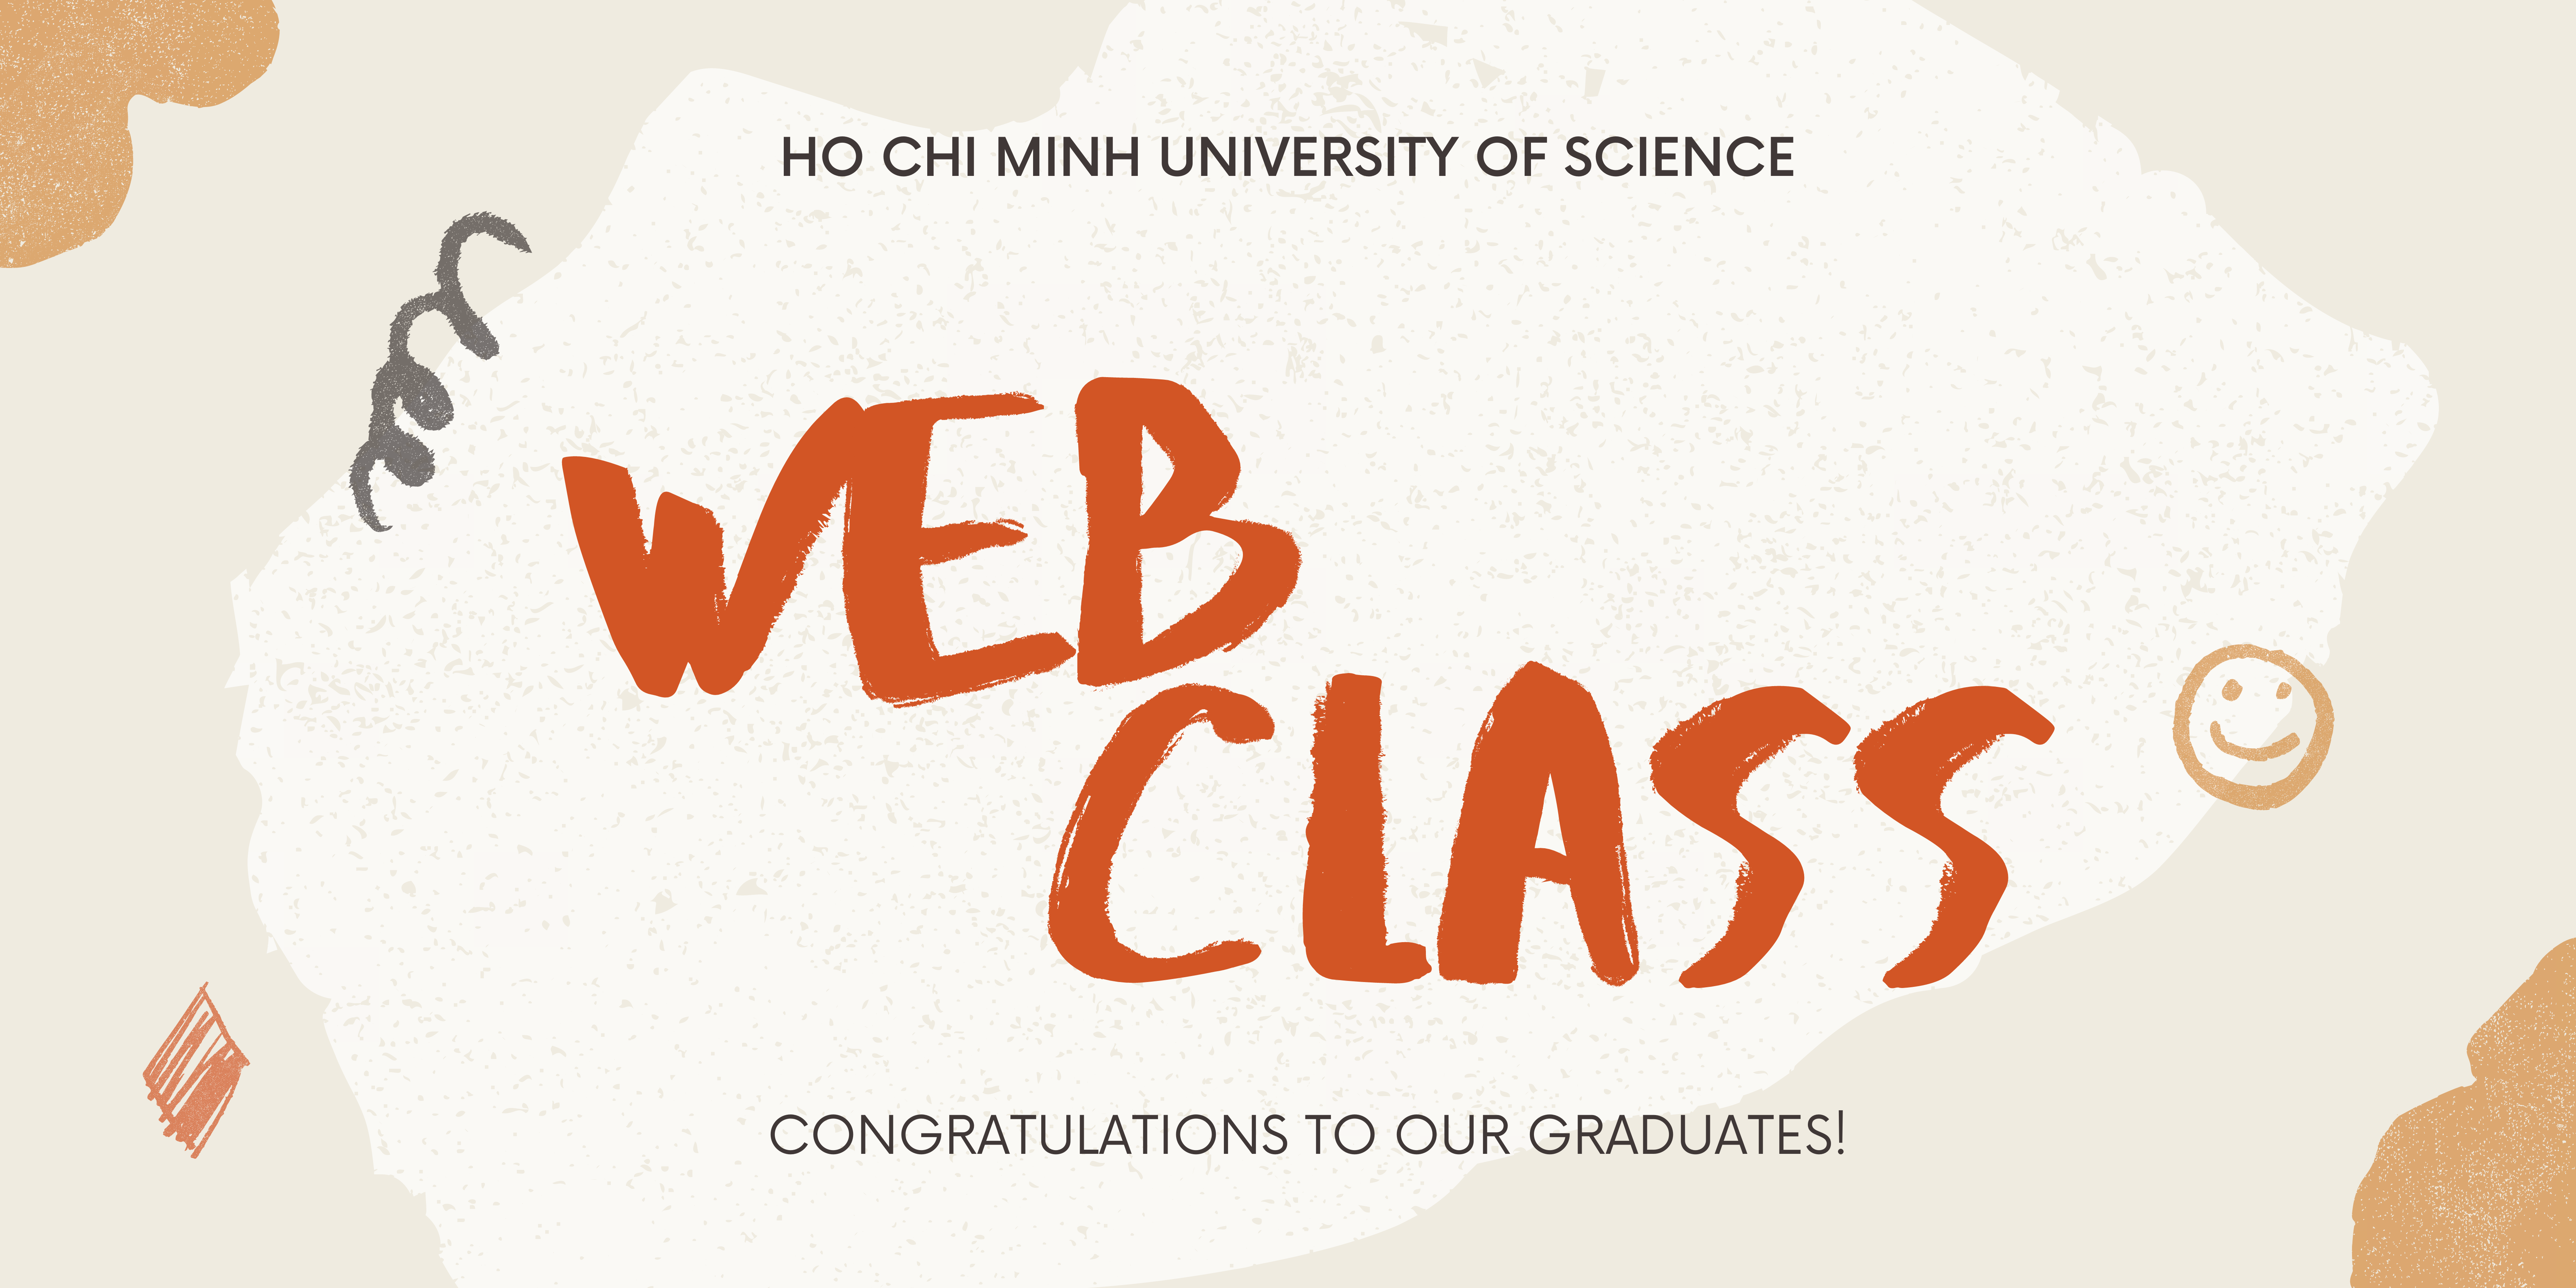 HO CHI MINH UNIVERSITY OF SCIENCE
WEB
CLASS
CONGRATULATIONS TO OUR GRADUATES!